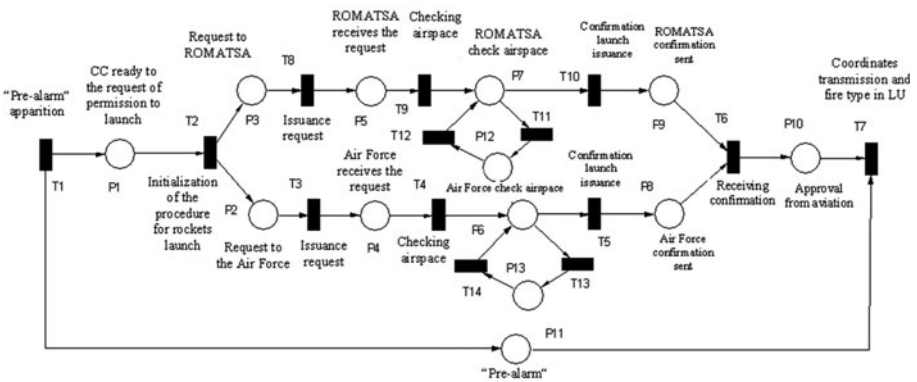 "Pre-alarm"
apparition
T1
CC ready to
the request of
permission to
launch
P1
T2
Initialization
of the
procedure
for rockets
launch
Request to
ROMATSA
P3
T8
Issuance
request
ROMATSA
receives the
request
P5
Checking
airspace
T9
ROMATSA
check airspace
P7
T12
P12
T11
Air Force check airspace
T10
Confirmation
launch
issuance
ROMATSA
confirmation
sent
P9
T6
Receiving
confirmation
P10
Approval
from aviation
Coordinates
transmission and
fire type in LU
T7
P2
Request to
the Air Force
T3
Issuance
request
Air Force
receives the
request
P4
T4
Checking
airspace
P6
T14
P13
T13
Confirmation
launch
issuance
T5
P8
Air Force
confirmation
sent
P11
"Pre-alarm"